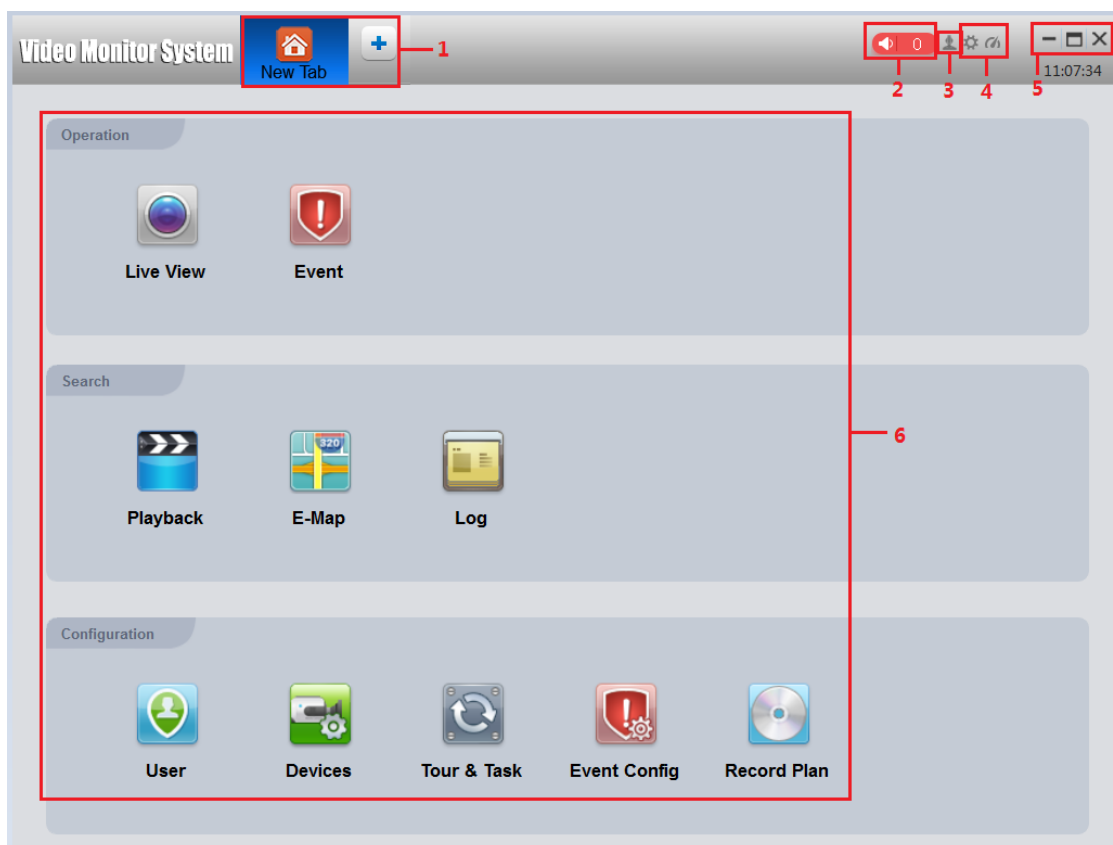 Video Monitor System
New Tab
1
0
11:07:34
2
3
4
5
Operation
Live View
Event
Search
320
6
Playback
E-Map
Log
Configuration
User
Devices
Tour & Task
Event Config
Record Plan